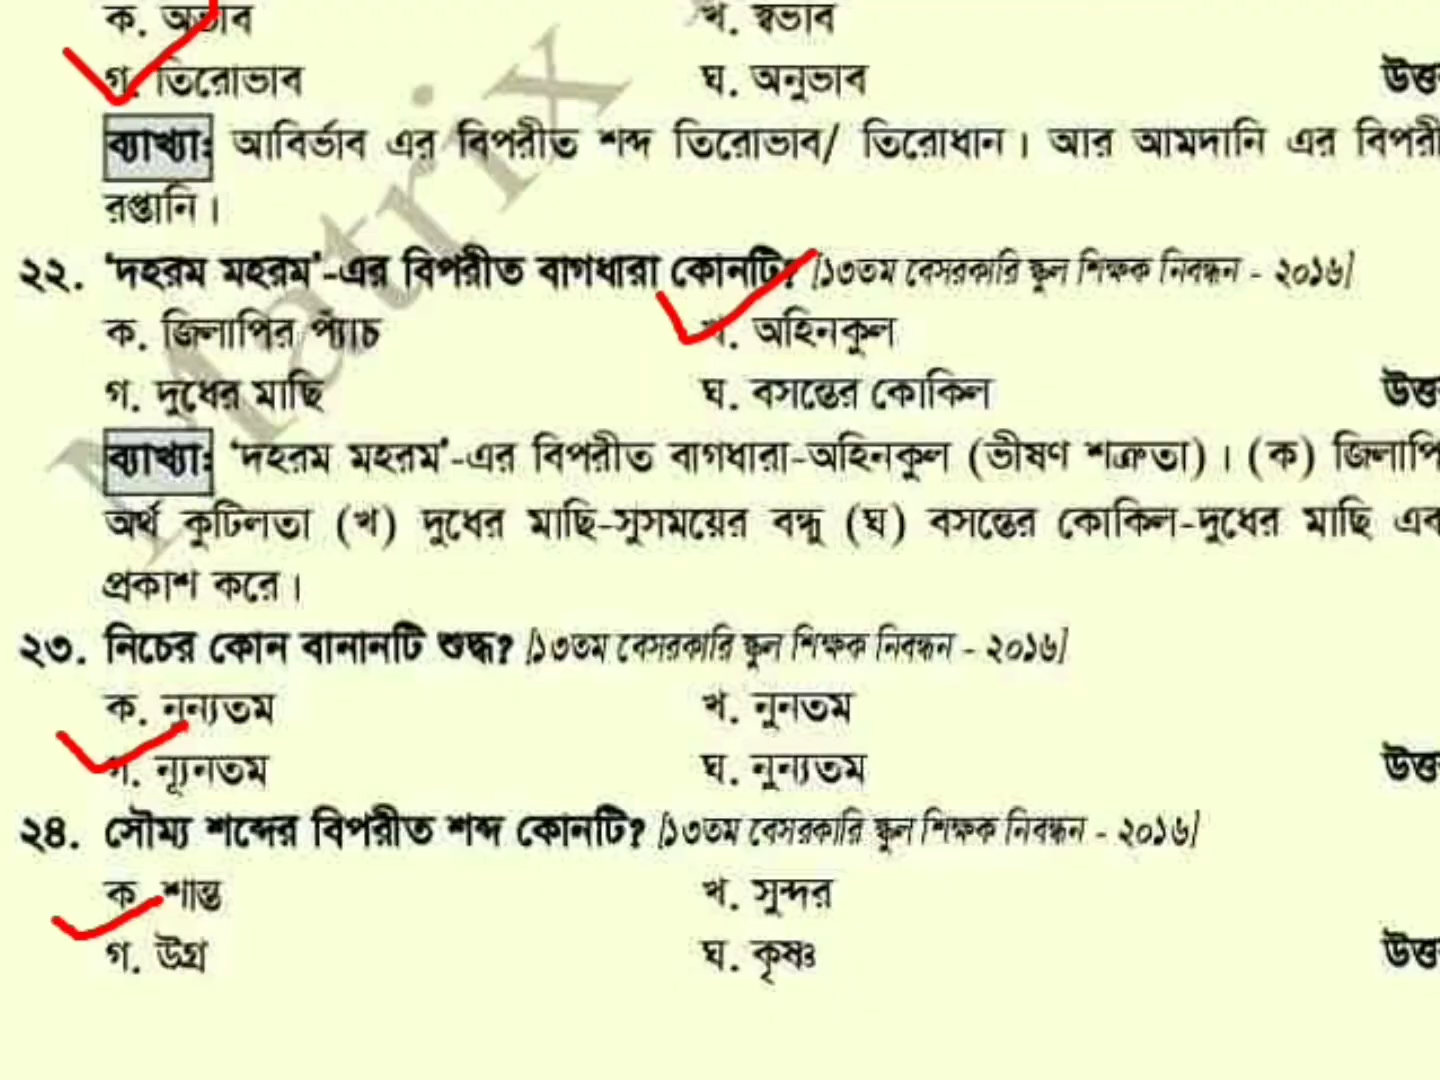 ক. অভাব খ. স্বভাব
গ. তিরোভাব ঘ. অনুভাব উত্ত
ব্যাখ্যা: আবির্ভাব এর বিপরীত শব্দ তিরোভাব/ তিরোধান। আর আমদানি এর বিপরী
রপ্তানি।
২২. ‘দহরম মহরম’-এর বিপরীত বাগধারা কোনটি? [১৩তম বেসরকারি স্কুল শিক্ষক নিবন্ধন - ২০১৬]
ক. জিলাপির প্যাঁচ খ. অহিনকুল
গ. দুধের মাছি ঘ. বসন্তের কোকিল উত্ত
ব্যাখ্যা: ‘দহরম মহরম’-এর বিপরীত বাগধারা-অহিনকুল (ভীষণ শত্রুতা)। (ক) জিলাপি
অর্থ কুটিলতা (খ) দুধের মাছি-সুসময়ের বন্ধু (ঘ) বসন্তের কোকিল-দুধের মাছি এব
প্রকাশ করে।
২৩. নিচের কোন বানানটি শুদ্ধ? [১৩তম বেসরকারি স্কুল শিক্ষক নিবন্ধন - ২০১৬]
ক. নূন্যতম খ. নুনতম
গ. ন্যূনতম ঘ. নুন্যতম উত্ত
২৪. সৌম্য শব্দের বিপরীত শব্দ কোনটি? [১৩তম বেসরকারি স্কুল শিক্ষক নিবন্ধন - ২০১৬]
ক. শান্ত খ. সুন্দর
গ. উগ্র ঘ. কৃষ্ণ উত্ত
Matrix